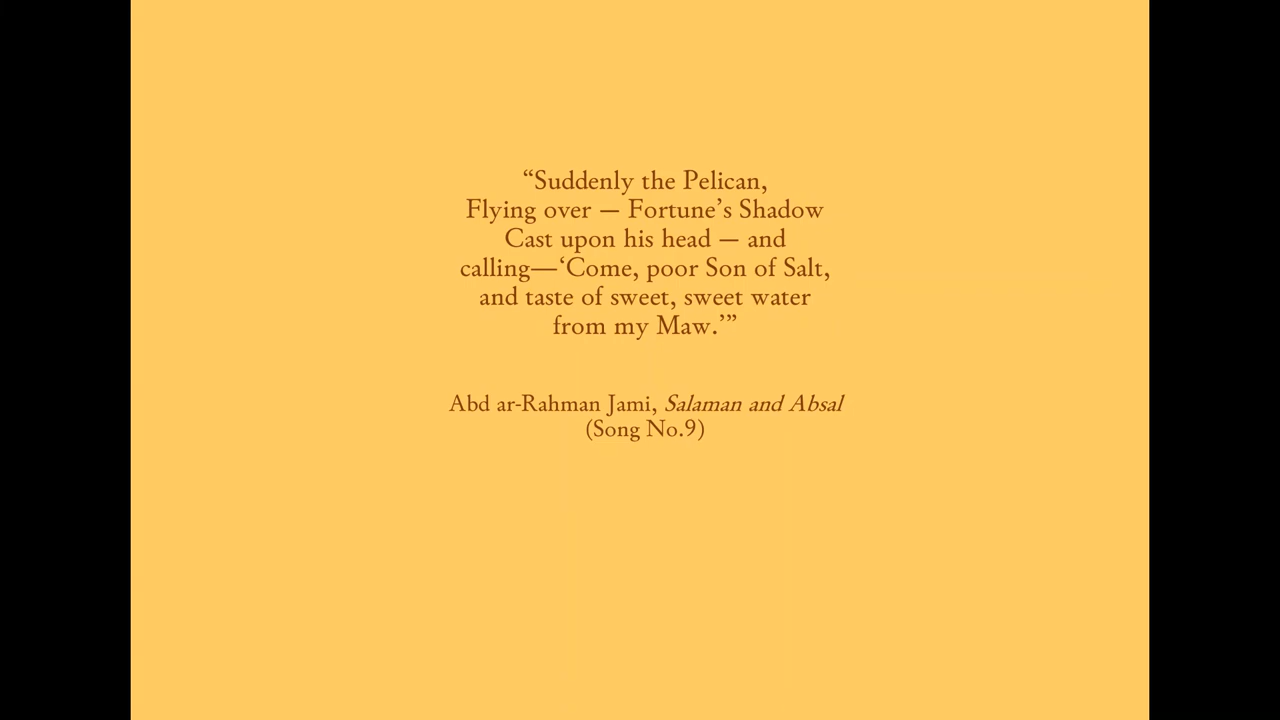 “Suddenly the Pelican,
Flying over — Fortune’s Shadow
Cast upon his head — and
calling—‘Come, poor Son of Salt,
and taste of sweet, sweet water
from my Maw.’”
Abd ar-Rahman Jami, Salaman and Absal
(Song No.9)